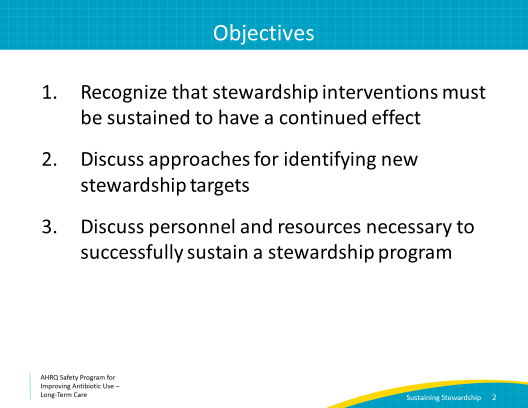 Objectives
1. Recognize that stewardship interventions must
be sustained to have a continued effect
2. Discuss approaches for identifying new
stewardship targets
3. Discuss personnel and resources necessary to
successfully sustain a stewardship program
AHRQ Safety Program for
Improving Antibiotic Use –
Long-Term Care
Sustaining Stewardship 2